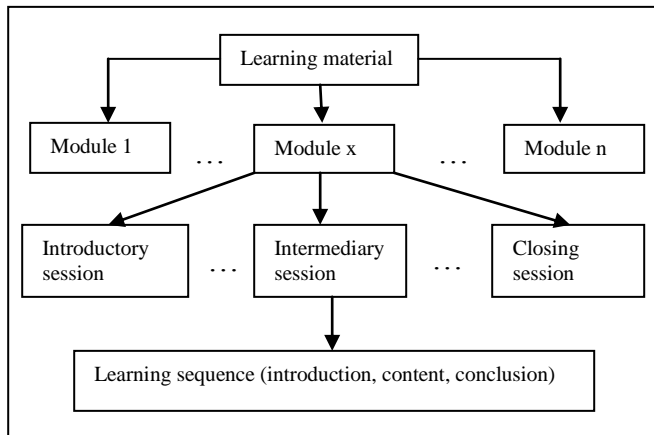 Learning material
Module 1
...
Module x
...
Module n
Introductory
session
...
Intermediary
session
...
Closing
session
Learning sequence (introduction, content, conclusion)